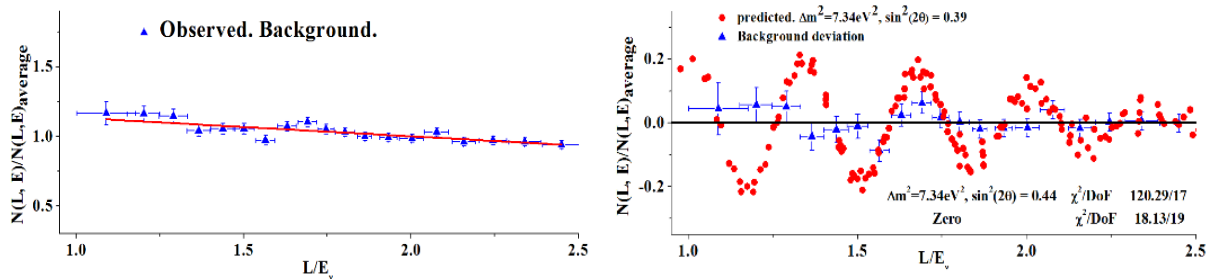 ▲ Observed. Background.
N(L, E)/N(L,E)average
1.5
1.0
0.5
1.0
1.5
2.0
2.5
L/Eν
● predicted. Δm²=7.34eV², sin²(2θ) = 0.39
▲ Background deviation
N(L, E)/N(L,E)average
0.2
0.0
-0.2
Δm²=7.34eV², sin²(2θ) = 0.44 χ²/DoF 120.29/17
Zero χ²/DoF 18.13/19
1.0
1.5
2.0
2.5
L/Eν